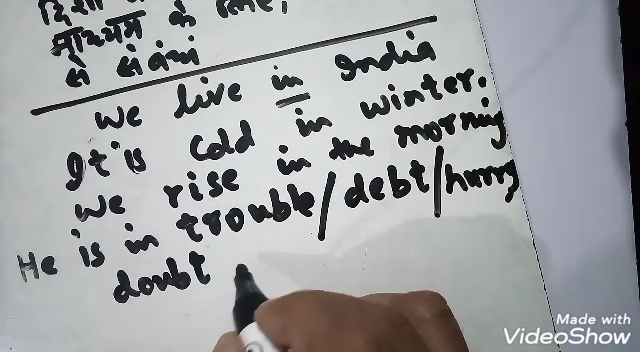 दिशा
माध्यम के लिए,
से संबंध
We live in India
It is cold in winter.
We rise in the morning
He is in trouble/debt/hurry
doubt
Made with
VideoShow